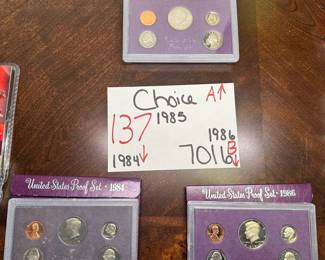 Choice A↑
137 1985
1984↓ 1986 B↓
7016
United States Proof Set - 1984
United States Proof Set - 1986